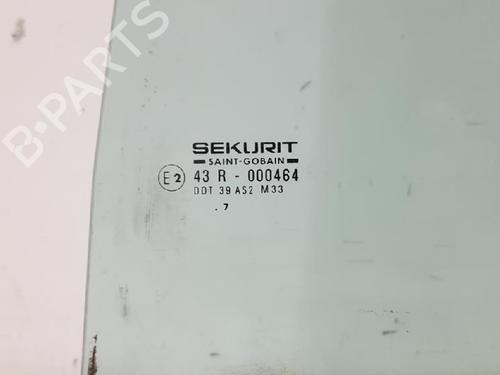 B-PARTS
SEKURIT
SAINT-GOBAIN
E2 43 R - 000464
DOT 39 AS2 M33
. 7